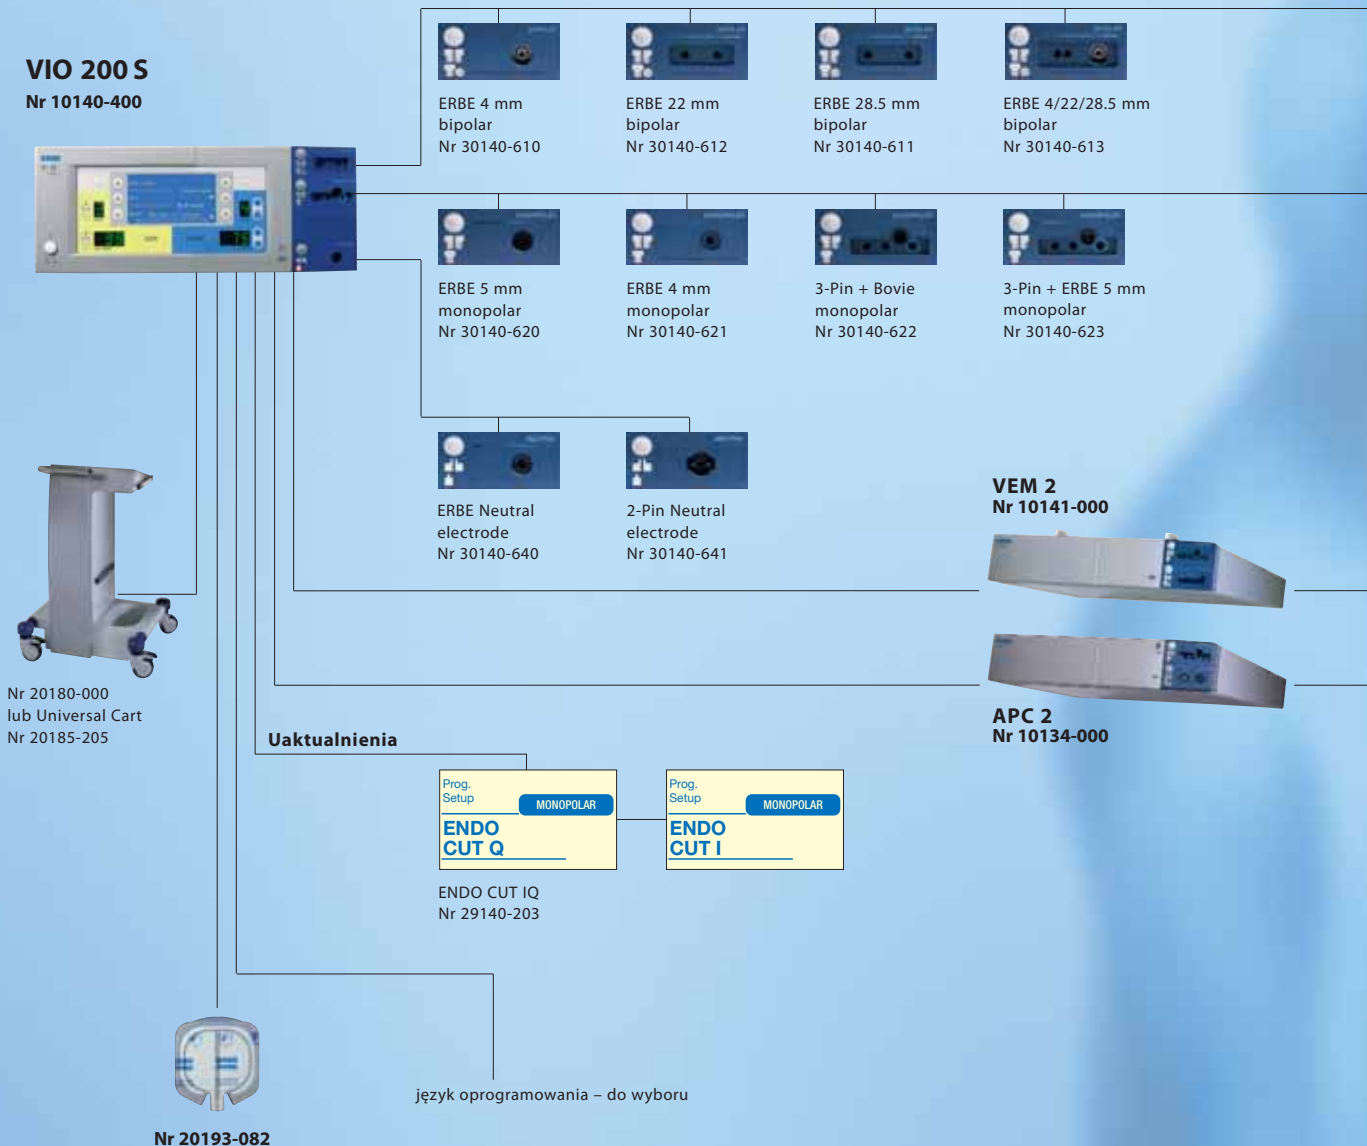 VIO 200 S
Nr 10140-400
ERBE 4 mm
bipolar
Nr 30140-610
ERBE 22 mm
bipolar
Nr 30140-612
ERBE 28.5 mm
bipolar
Nr 30140-611
ERBE 4/22/28.5 mm
bipolar
Nr 30140-613
ERBE 5 mm
monopolar
Nr 30140-620
ERBE 4 mm
monopolar
Nr 30140-621
3-Pin + Bovie
monopolar
Nr 30140-622
3-Pin + ERBE 5 mm
monopolar
Nr 30140-623
ERBE Neutral
electrode
Nr 30140-640
2-Pin Neutral
electrode
Nr 30140-641
VEM 2
Nr 10141-000
APC 2
Nr 10134-000
Nr 20180-000
lub Universal Cart
Nr 20185-205
Uaktualnienia
Prog.
Setup
MONOPOLAR
ENDO
CUT Q
Prog.
Setup
MONOPOLAR
ENDO
CUT I
ENDO CUT IQ
Nr 29140-203
język oprogramowania – do wyboru
Nr 20193-082